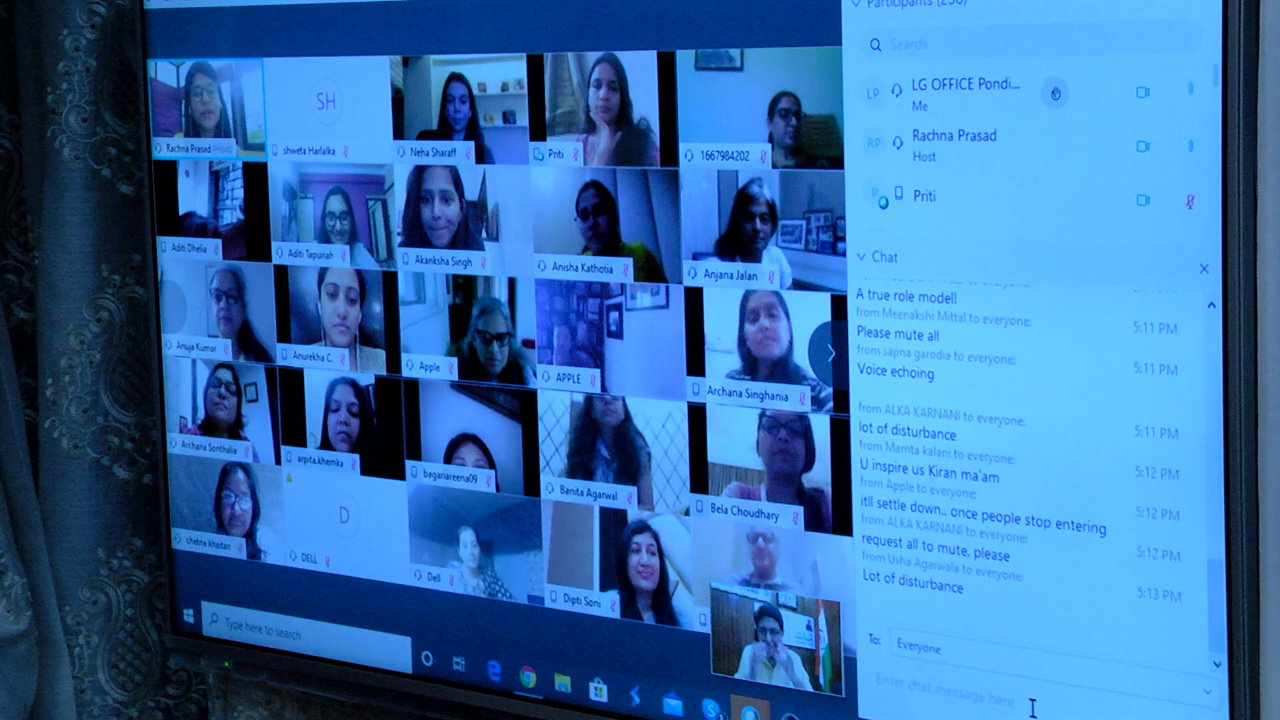 Rachna Prasad (Host)
SH
shweta Harlalka
Neha Sharaff
Priti
1667984202
Aditi Dhelia
Aditi Tapuriah
Akanksha Singh
Anisha Kathotia
Anjana Jalan
Anuja Kumar
Anurekha C.
Apple
APPLE
Archana Singhania
Archana Sonthalia
arpita.khemka
bagariareena09
Banita Agarwal
Bela Choudhary
chetna khaitan
D
DELL
Dell
Dipti Soni
Type here to search
Participants
Search
LP
LG OFFICE Pondi...
Me
RP
Rachna Prasad
Host
P
Priti
Chat
A true role model!
from Meenakshi Mittal to everyone:
5:11 PM
Please mute all
from sapna garodia to everyone:
5:11 PM
Voice echoing
from ALKA KARNANI to everyone:
5:11 PM
lot of disturbance
from Mamta kalani to everyone:
5:12 PM
U inspire us Kiran ma'am
from Apple to everyone:
5:12 PM
itll settle down.. once people stop entering
from ALKA KARNANI to everyone:
5:12 PM
request all to mute, please
from Usha Agarwala to everyone:
5:13 PM
Lot of disturbance
To:
Everyone
Enter chat message here